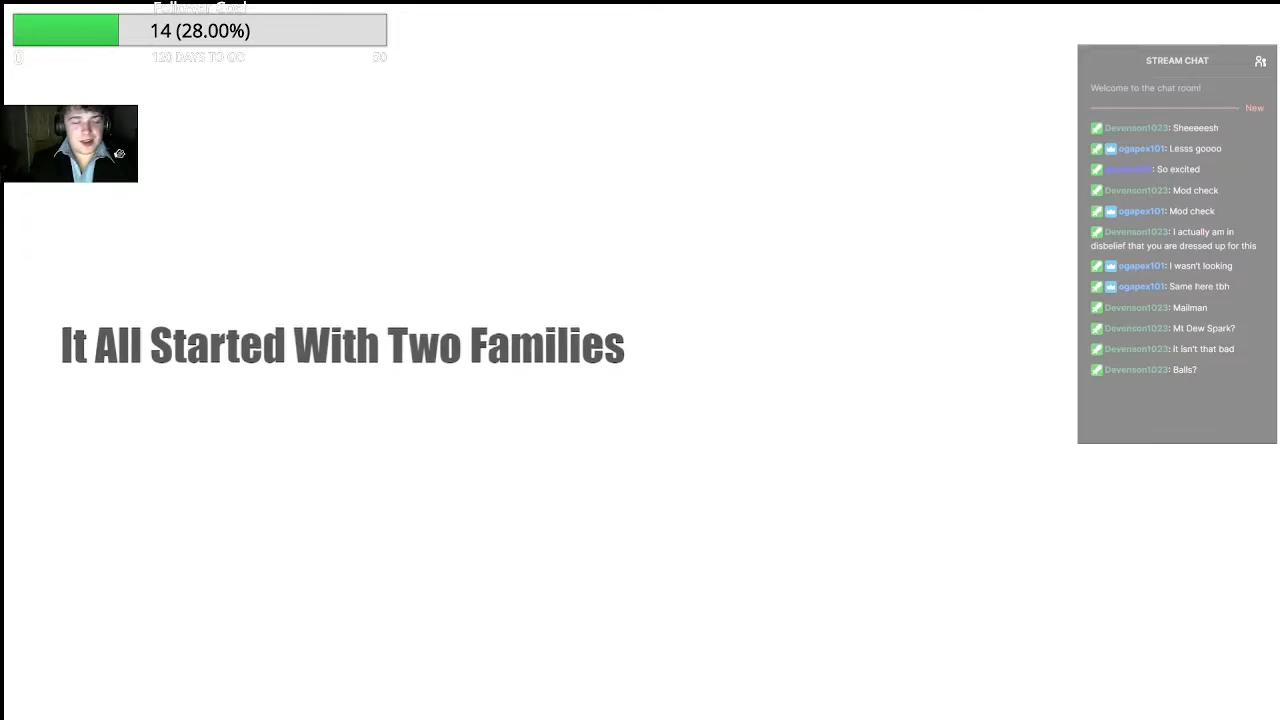 Follower Goal
14 (28.00%)
0
120 DAYS TO GO
50
STREAM CHAT
Welcome to the chat room!
New
Devenson1023: Sheeeeesh
ogapex101: Lesss goooo
: So excited
Devenson1023: Mod check
ogapex101: Mod check
Devenson1023: I actually am in
disbelief that you are dressed up for this
ogapex101: I wasn't looking
ogapex101: Same here tbh
Devenson1023: Mailman
Devenson1023: Mt Dew Spark?
Devenson1023: it isn't that bad
Devenson1023: Balls?
It All Started With Two Families